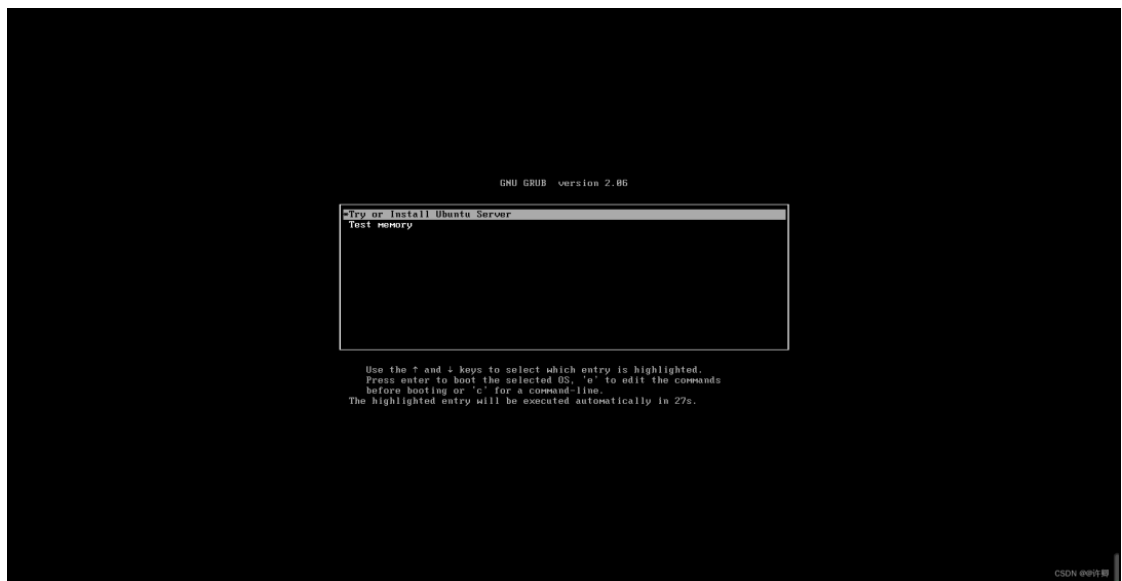 GNU GRUB  version 2.06
*Try or Install Ubuntu Server
Test memory
Use the ↑ and ↓ keys to select which entry is highlighted.
Press enter to boot the selected OS, 'e' to edit the commands
before booting or 'c' for a command-line.
The highlighted entry will be executed automatically in 27s.
CSDN @@许卿